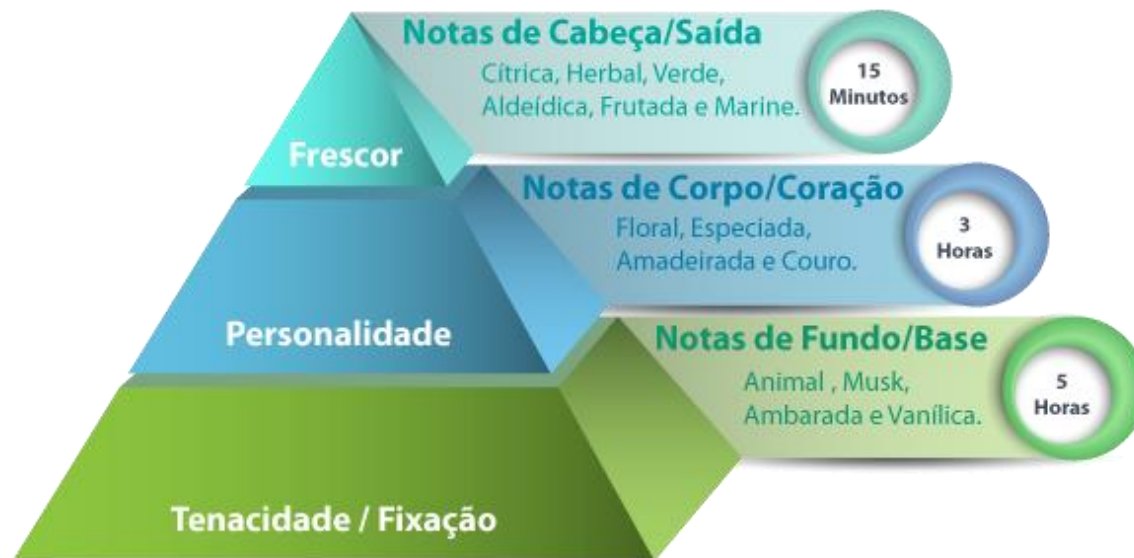 Notas de Cabeça/Saída
Cítrica, Herbal, Verde,
Aldeídica, Frutada e Marine.
15
Minutos
Frescor
Notas de Corpo/Coração
Floral, Especiada,
Amadeirada e Couro.
3
Horas
Personalidade
Notas de Fundo/Base
Animal , Musk,
Ambarada e Vanílica.
5
Horas
Tenacidade / Fixação